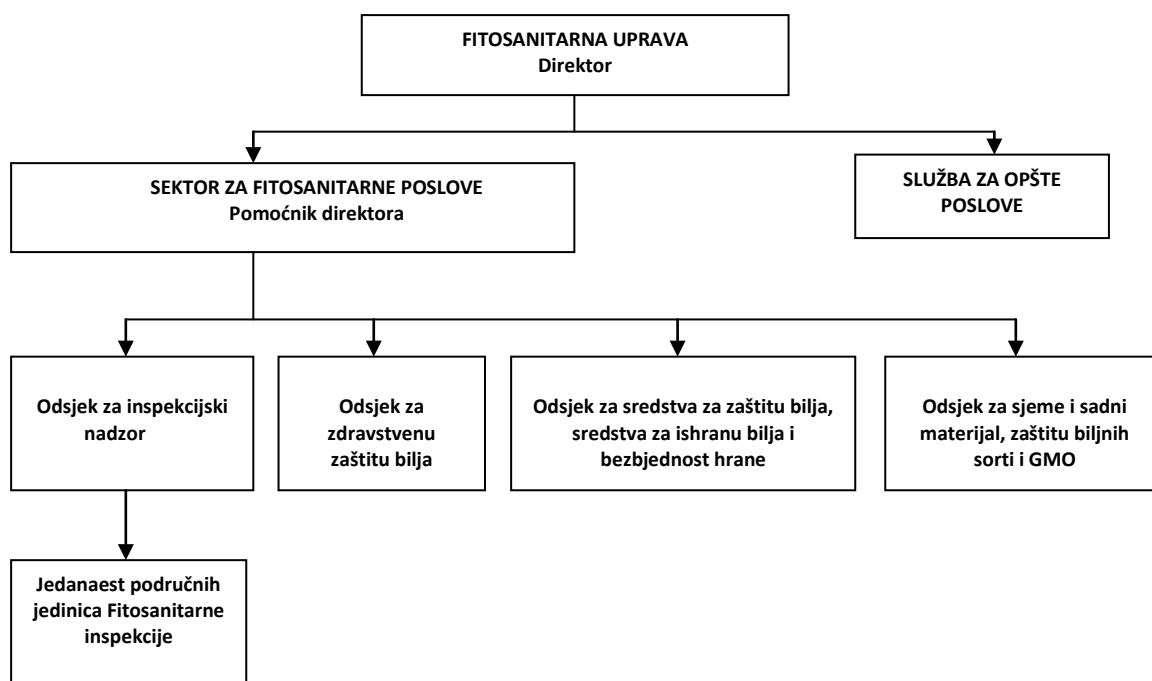 FITOSANITARNA UPRAVA
Direktor
SEKTOR ZA FITOSANITARNE POSLOVE
Pomoćnik direktora
SLUŽBA ZA OPŠTE
POSLOVE
Odsjek za inspekcijski
nadzor
Odsjek za
zdravstvenu
zaštitu bilja
Odsjek za sredstva za zaštitu bilja,
sredstva za ishranu bilja i
bezbjednost hrane
Odsjek za sjeme i sadni
materijal, zaštitu biljnih
sorti i GMO
Jedanaest područnih
jedinica Fitosanitarne
inspekcije